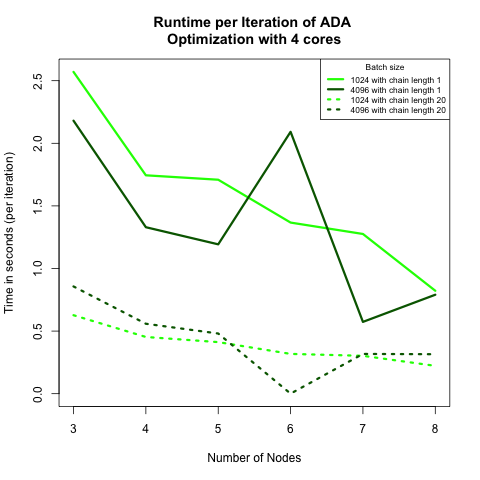 Runtime per Iteration of ADA
Optimization with 4 cores
Batch size
1024 with chain length 1
4096 with chain length 1
1024 with chain length 20
4096 with chain length 20
Time in seconds (per iteration)
2.5
2.0
1.5
1.0
0.5
0.0
3 4 5 6 7 8
Number of Nodes